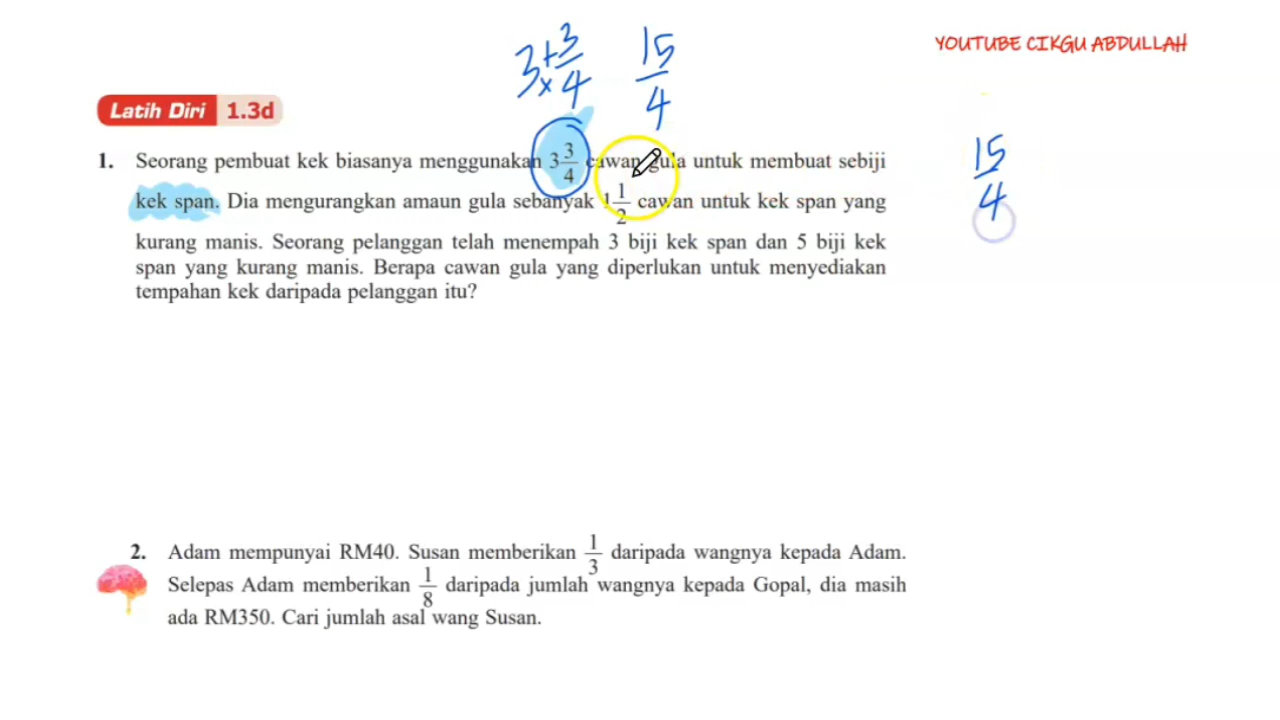 YOUTUBE CIKGU ABDULLAH
3 + 3/4 × 15/4
Latih Diri 1.3d
1. Seorang pembuat kek biasanya menggunakan 3 3/4 cawan gula untuk membuat sebiji
15/4
kek span. Dia mengurangkan amaun gula sebanyak 1 1/2 cawan untuk kek span yang
kurang manis. Seorang pelanggan telah menempah 3 biji kek span dan 5 biji kek
span yang kurang manis. Berapa cawan gula yang diperlukan untuk menyediakan
tempahan kek daripada pelanggan itu?
2. Adam mempunyai RM40. Susan memberikan 1/3 daripada wangnya kepada Adam.
Selepas Adam memberikan 1/8 daripada jumlah wangnya kepada Gopal, dia masih
ada RM350. Cari jumlah asal wang Susan.